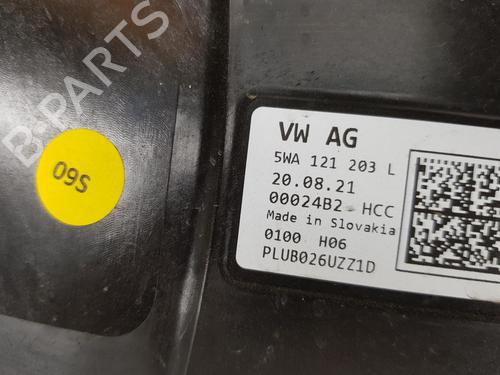 B-PARTS
S60
VW AG
5WA 121 203 L
20.08.21
00024B2 HCC
Made in Slovakia
0100 H06
PLUB026UZZ1D